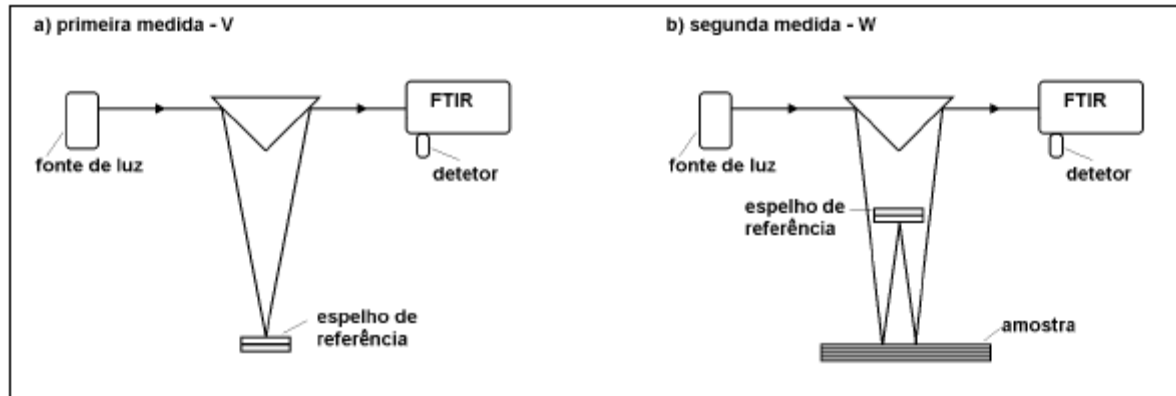 a) primeira medida - V
FTIR
fonte de luz
detetor
espelho de
referência
b) segunda medida - W
FTIR
fonte de luz
detetor
espelho de
referência
amostra